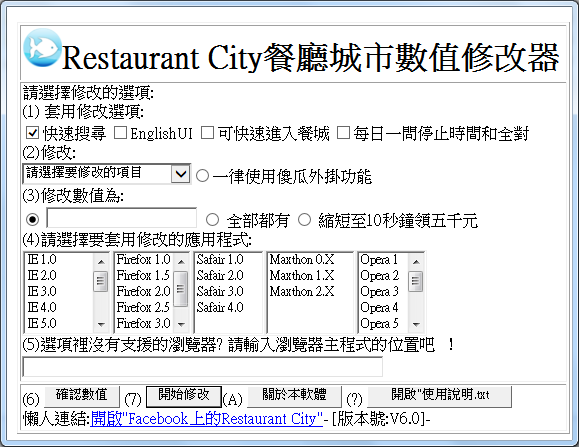 Restaurant City餐廳城市數值修改器
請選擇修改的選項:
(1) 套用修改選項:
快速搜尋 EnglishUI 可快速進入餐城 每日一問停止時間和全對
(2)修改:
請選擇要修改的項目 一律使用傻瓜外掛功能
(3)修改數值為:
全部都有 縮短至10秒鐘領五千元
(4)請選擇要套用修改的應用程式:
IE 1.0 Firefox 1.0 Safair 1.0 Maxthon 0.X Opera 1
IE 2.0 Firefox 1.5 Safair 2.0 Maxthon 1.X Opera 2
IE 3.0 Firefox 2.0 Safair 3.0 Maxthon 2.X Opera 3
IE 4.0 Firefox 2.5 Safair 4.0 Opera 4
IE 5.0 Firefox 3.0 Opera 5
(5)選項裡沒有支援的瀏覽器? 請輸入瀏覽器主程式的位置吧 !
(6) 確認數值 (7) 開始修改 (A) 關於本軟體 (?) 開啟"使用說明.txt
懶人連結:開啟"Facebook上的Restaurant City"- [版本號:V6.0]-